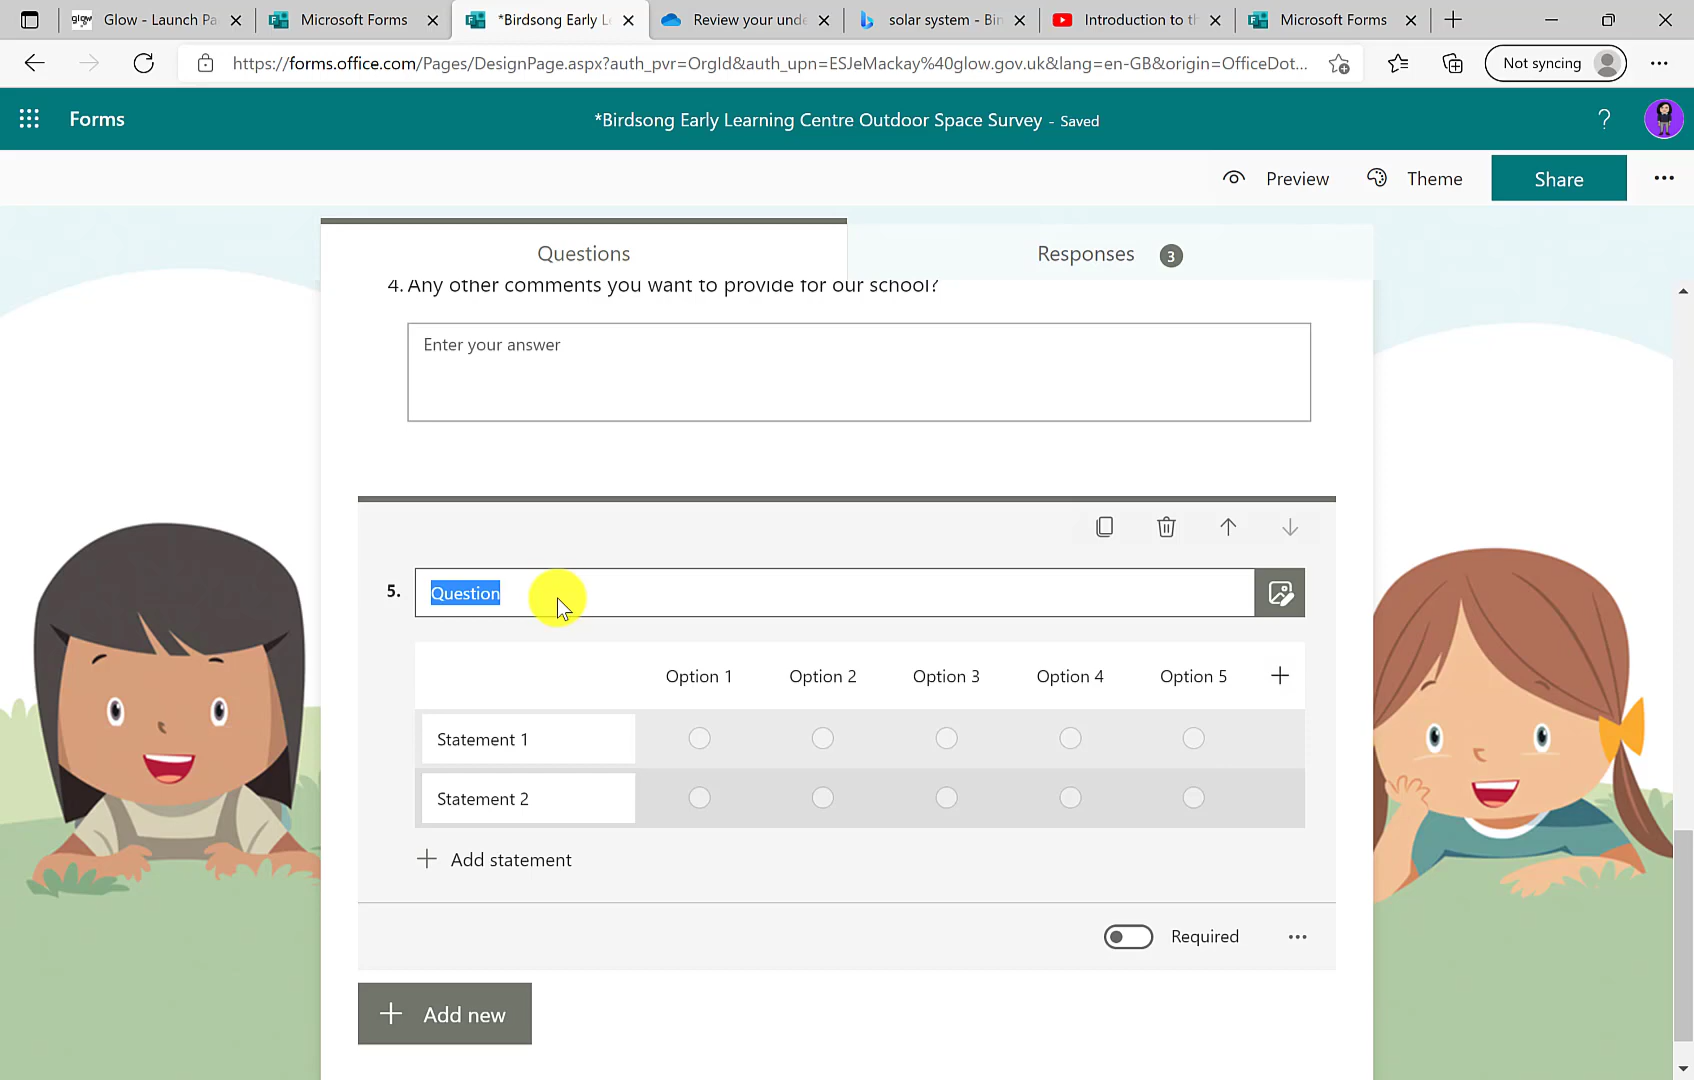 glow Glow - Launch Pa
Microsoft Forms
*Birdsong Early L
Review your unde
solar system - Bin
Introduction to th
Microsoft Forms
https://forms.office.com/Pages/DesignPage.aspx?auth_pvr=OrgId&auth_upn=ESJeMackay%40glow.gov.uk&lang=en-GB&origin=OfficeDot...
Not syncing
Forms
*Birdsong Early Learning Centre Outdoor Space Survey - Saved
?
Preview
Theme
Share
Questions
Responses 3
4. Any other comments you want to provide for our school?
Enter your answer
5. Question
Option 1 Option 2 Option 3 Option 4 Option 5
Statement 1
Statement 2
Add statement
Required
Add new